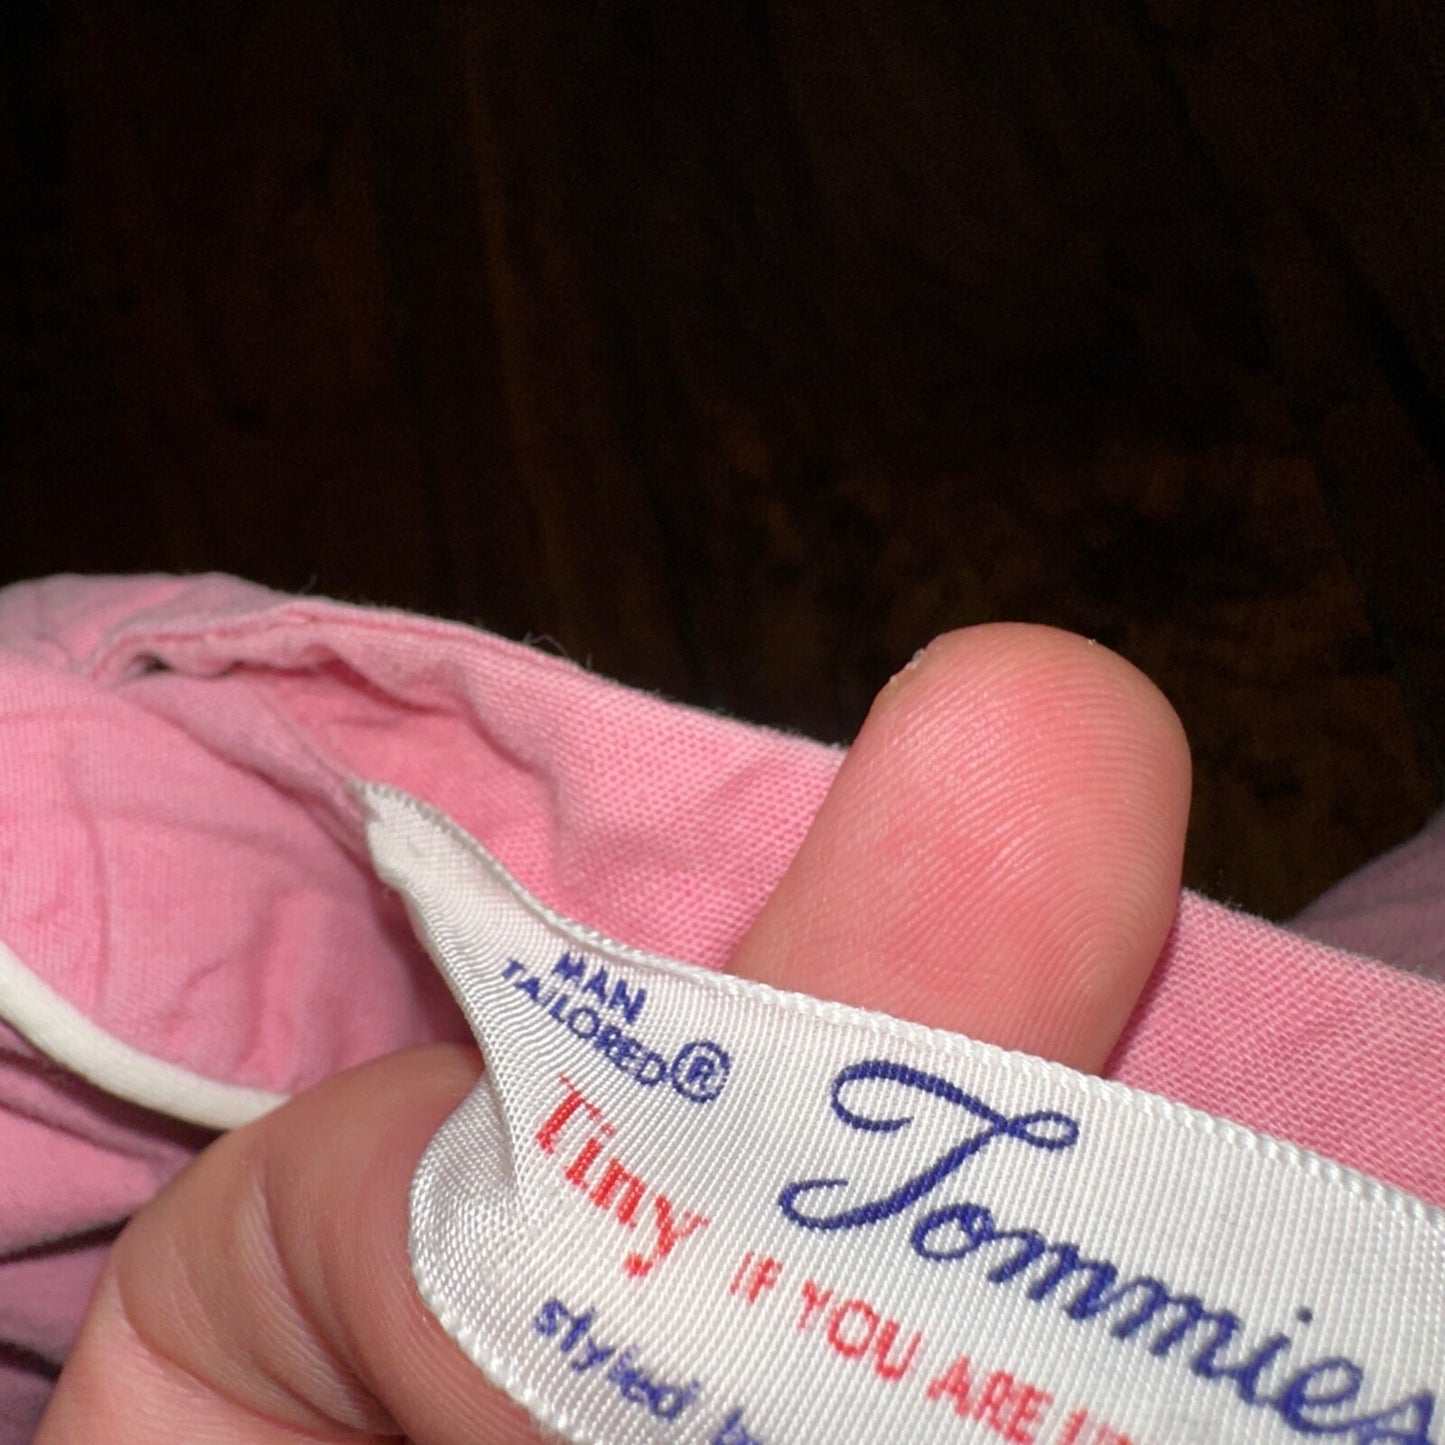 MAN
TAILORED®
Tommies
Tiny IF YOU ARE
styled